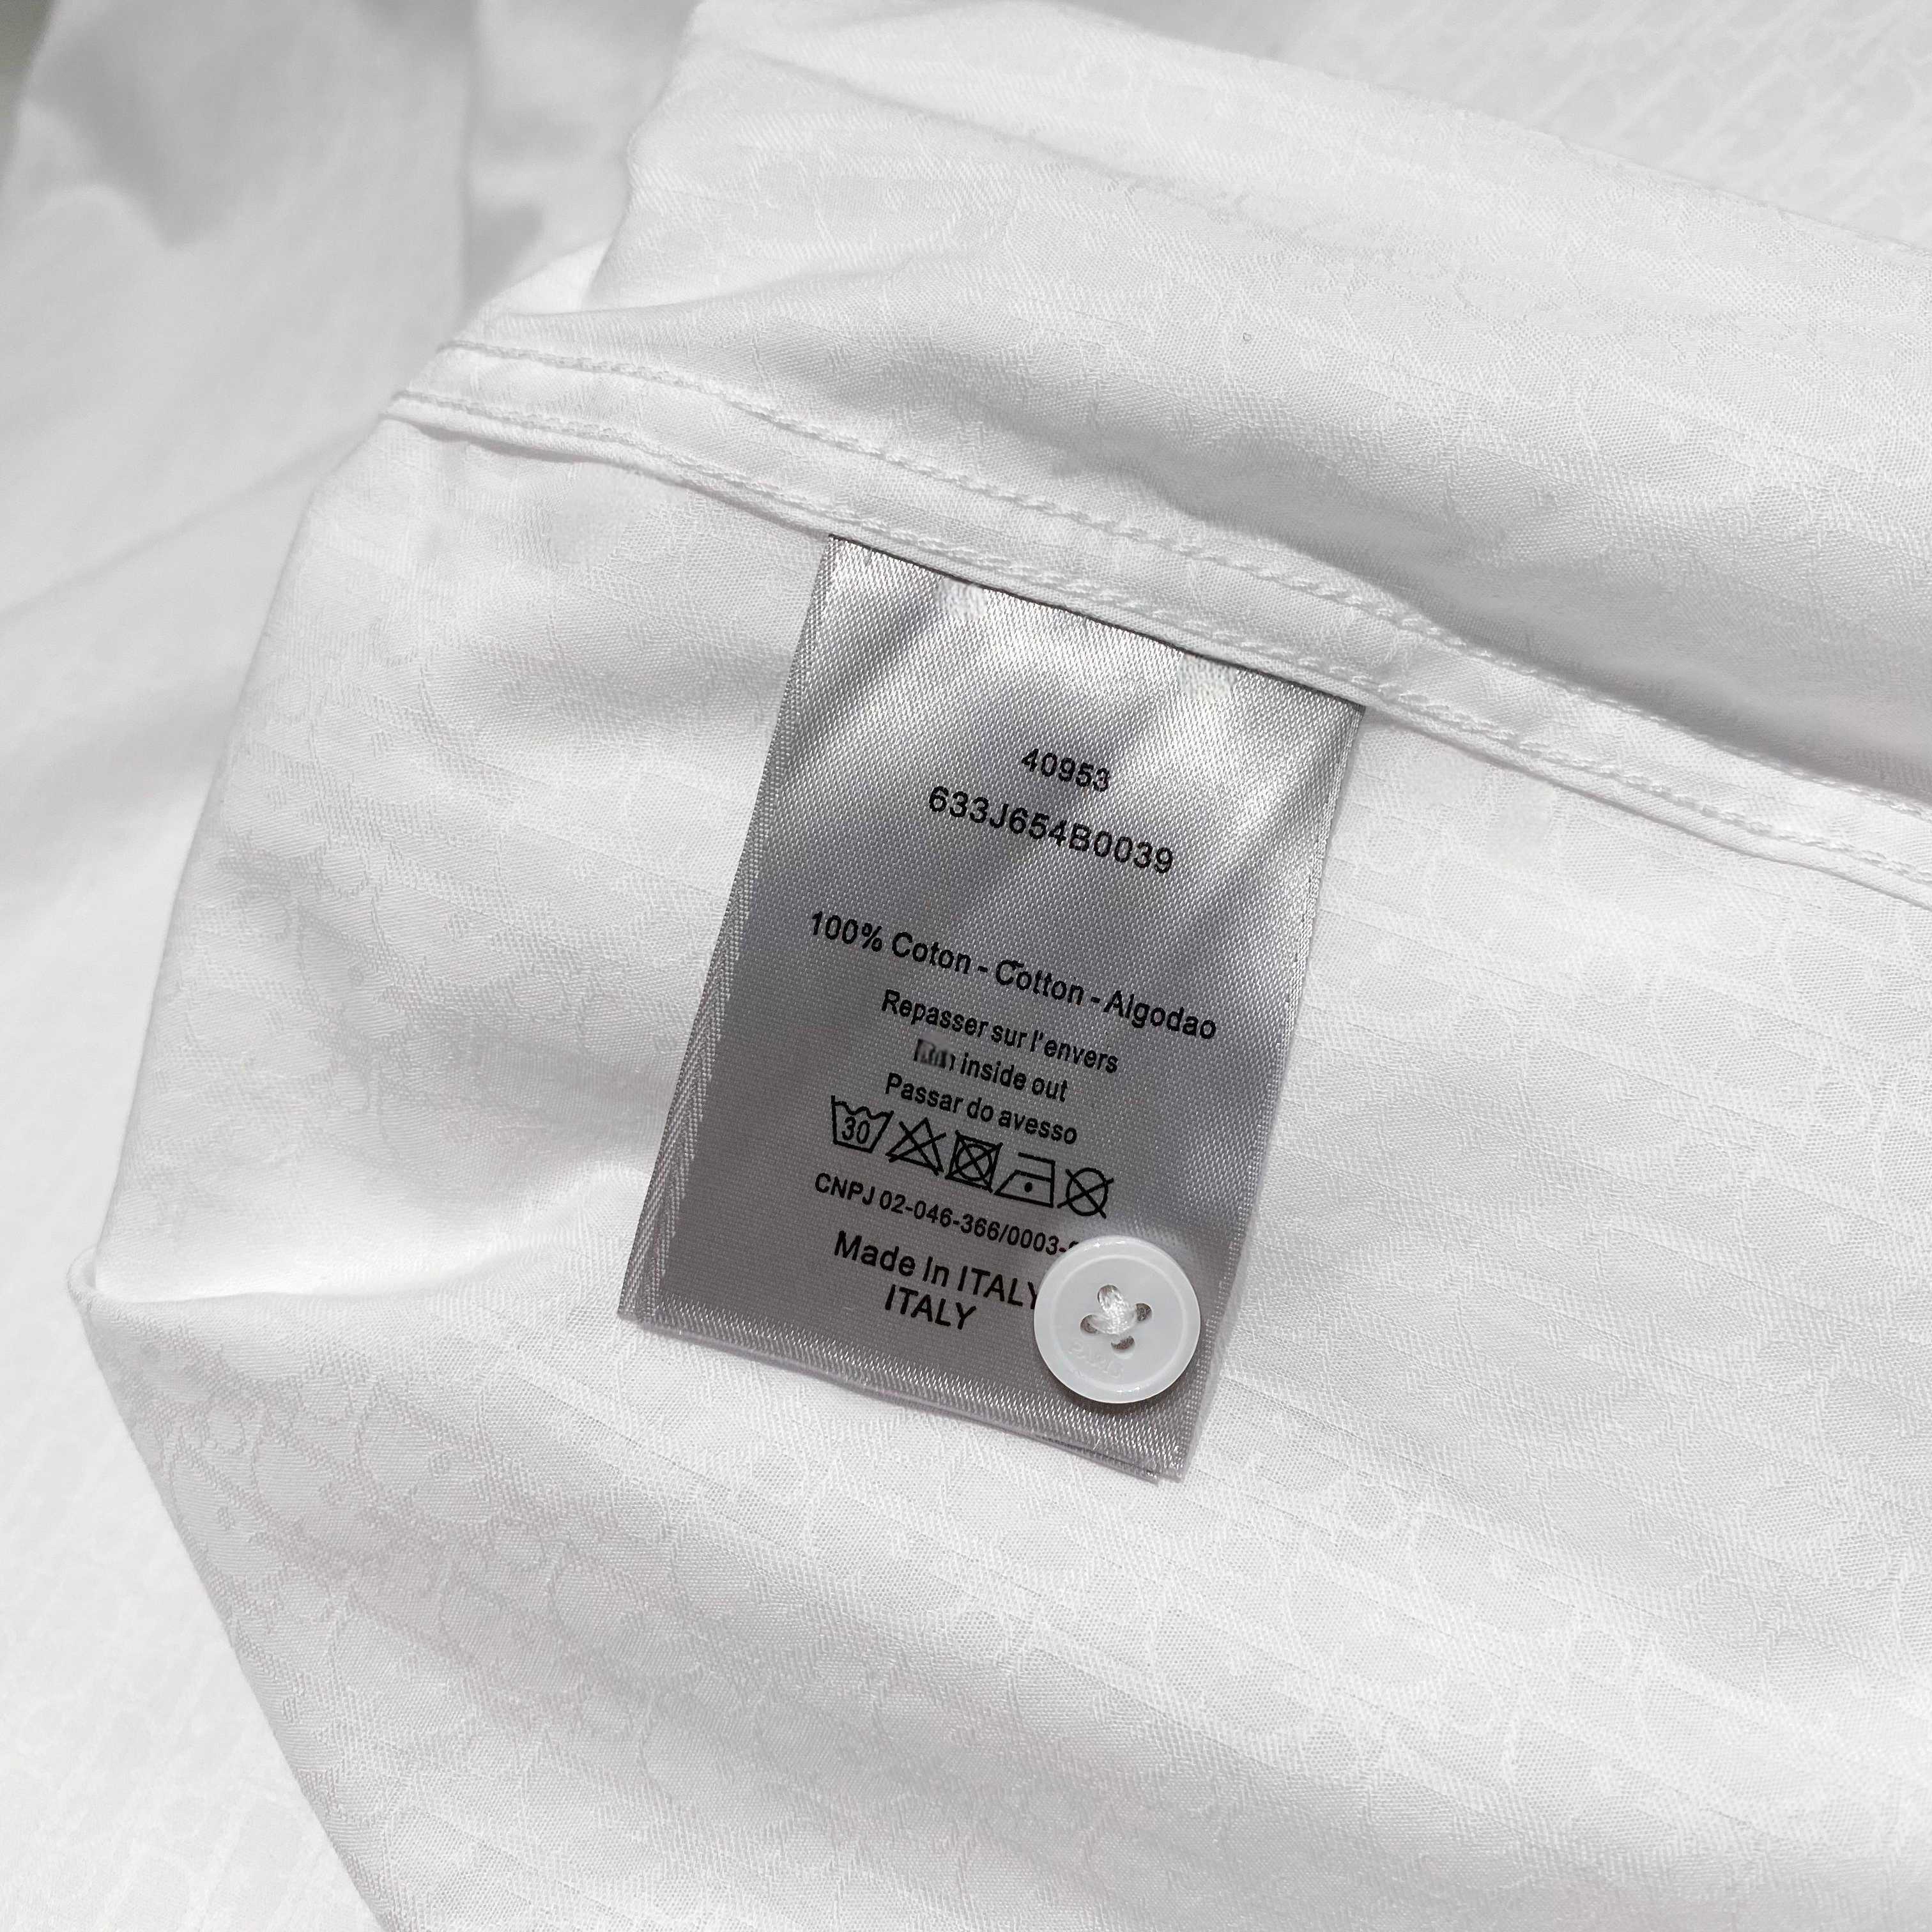 40953
633J654B0039
100% Coton - Cotton - Algodao
Repasser sur l'envers
inside out
Passar do avesso
30
CNPJ 02-046-366/0003-
Made In ITALY
ITALY